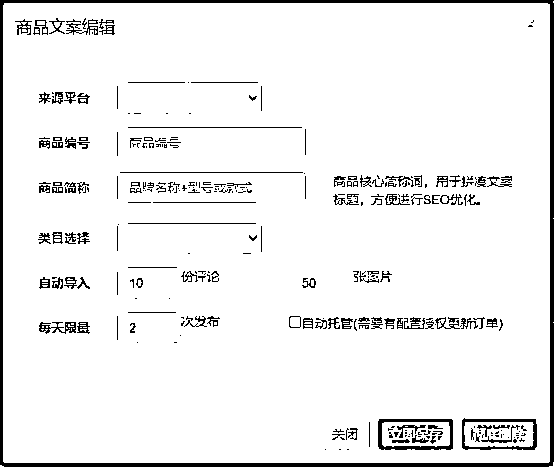 商品文案编辑
来源平台
商品编号 商品编号
商品简称 品牌名称+型号或款式 商品核心简称词，用于拼凑文案
标题，方便进行SEO优化。
类目选择
自动导入 10 份评论 50 张图片
每天限量 2 次发布 自动托管(需要有配置授权更新订单)
关闭 立即保存